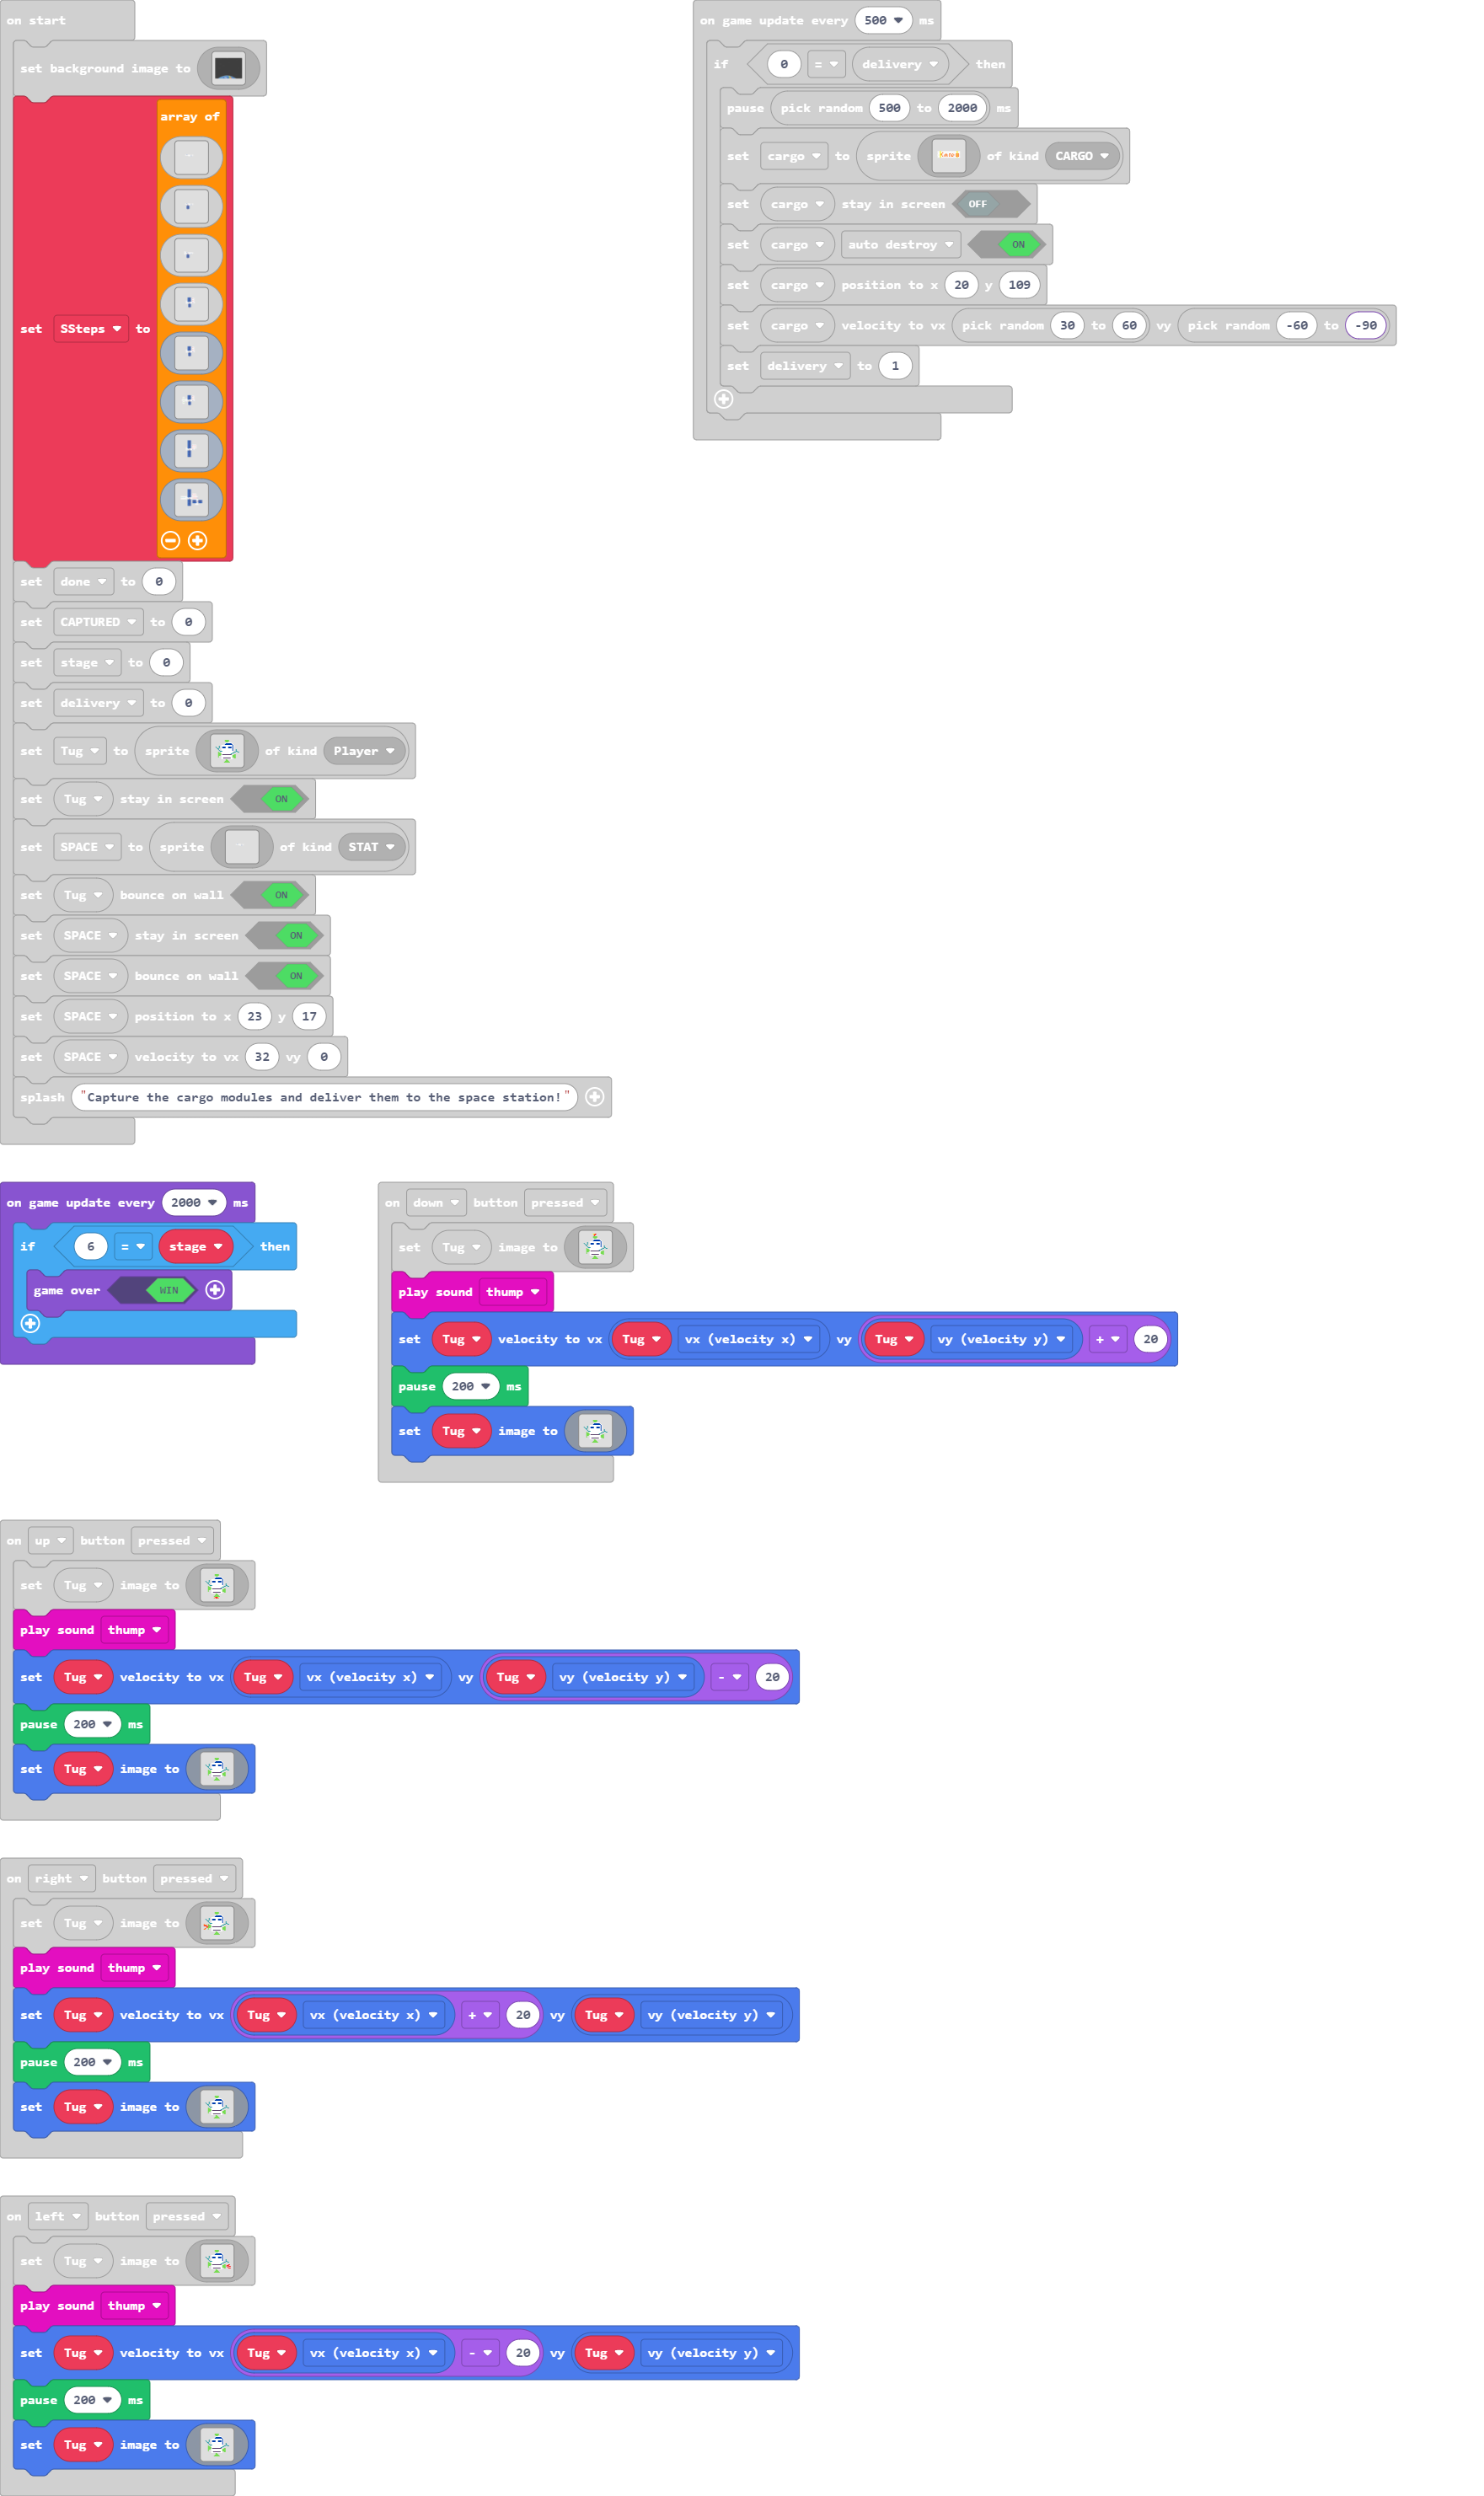 on start
set background image to
set SSteps to array of
set done to 0
set CAPTURED to 0
set stage to 0
set delivery to 0
set Tug to sprite of kind Player
set Tug stay in screen ON
set SPACE to sprite of kind STAT
set Tug bounce on wall ON
set SPACE stay in screen ON
set SPACE bounce on wall ON
set SPACE position to x 23 y 17
set SPACE velocity to vx 32 vy 0
splash "Capture the cargo modules and deliver them to the space station!"
on game update every 500 ms
if 0 = delivery then
pause pick random 500 to 2000 ms
set cargo to sprite of kind CARGO
set cargo stay in screen OFF
set cargo auto destroy ON
set cargo position to x 20 y 109
set cargo velocity to vx pick random 30 to 60 vy pick random -60 to -90
set delivery to 1
on game update every 2000 ms
if 6 = stage then
game over WIN
on down button pressed
set Tug image to
play sound thump
set Tug velocity to vx Tug vx (velocity x) vy Tug vy (velocity y) + 20
pause 200 ms
set Tug image to
on up button pressed
set Tug image to
play sound thump
set Tug velocity to vx Tug vx (velocity x) vy Tug vy (velocity y) - 20
pause 200 ms
set Tug image to
on right button pressed
set Tug image to
play sound thump
set Tug velocity to vx Tug vx (velocity x) + 20 vy Tug vy (velocity y)
pause 200 ms
set Tug image to
on left button pressed
set Tug image to
play sound thump
set Tug velocity to vx Tug vx (velocity x) - 20 vy Tug vy (velocity y)
pause 200 ms
set Tug image to